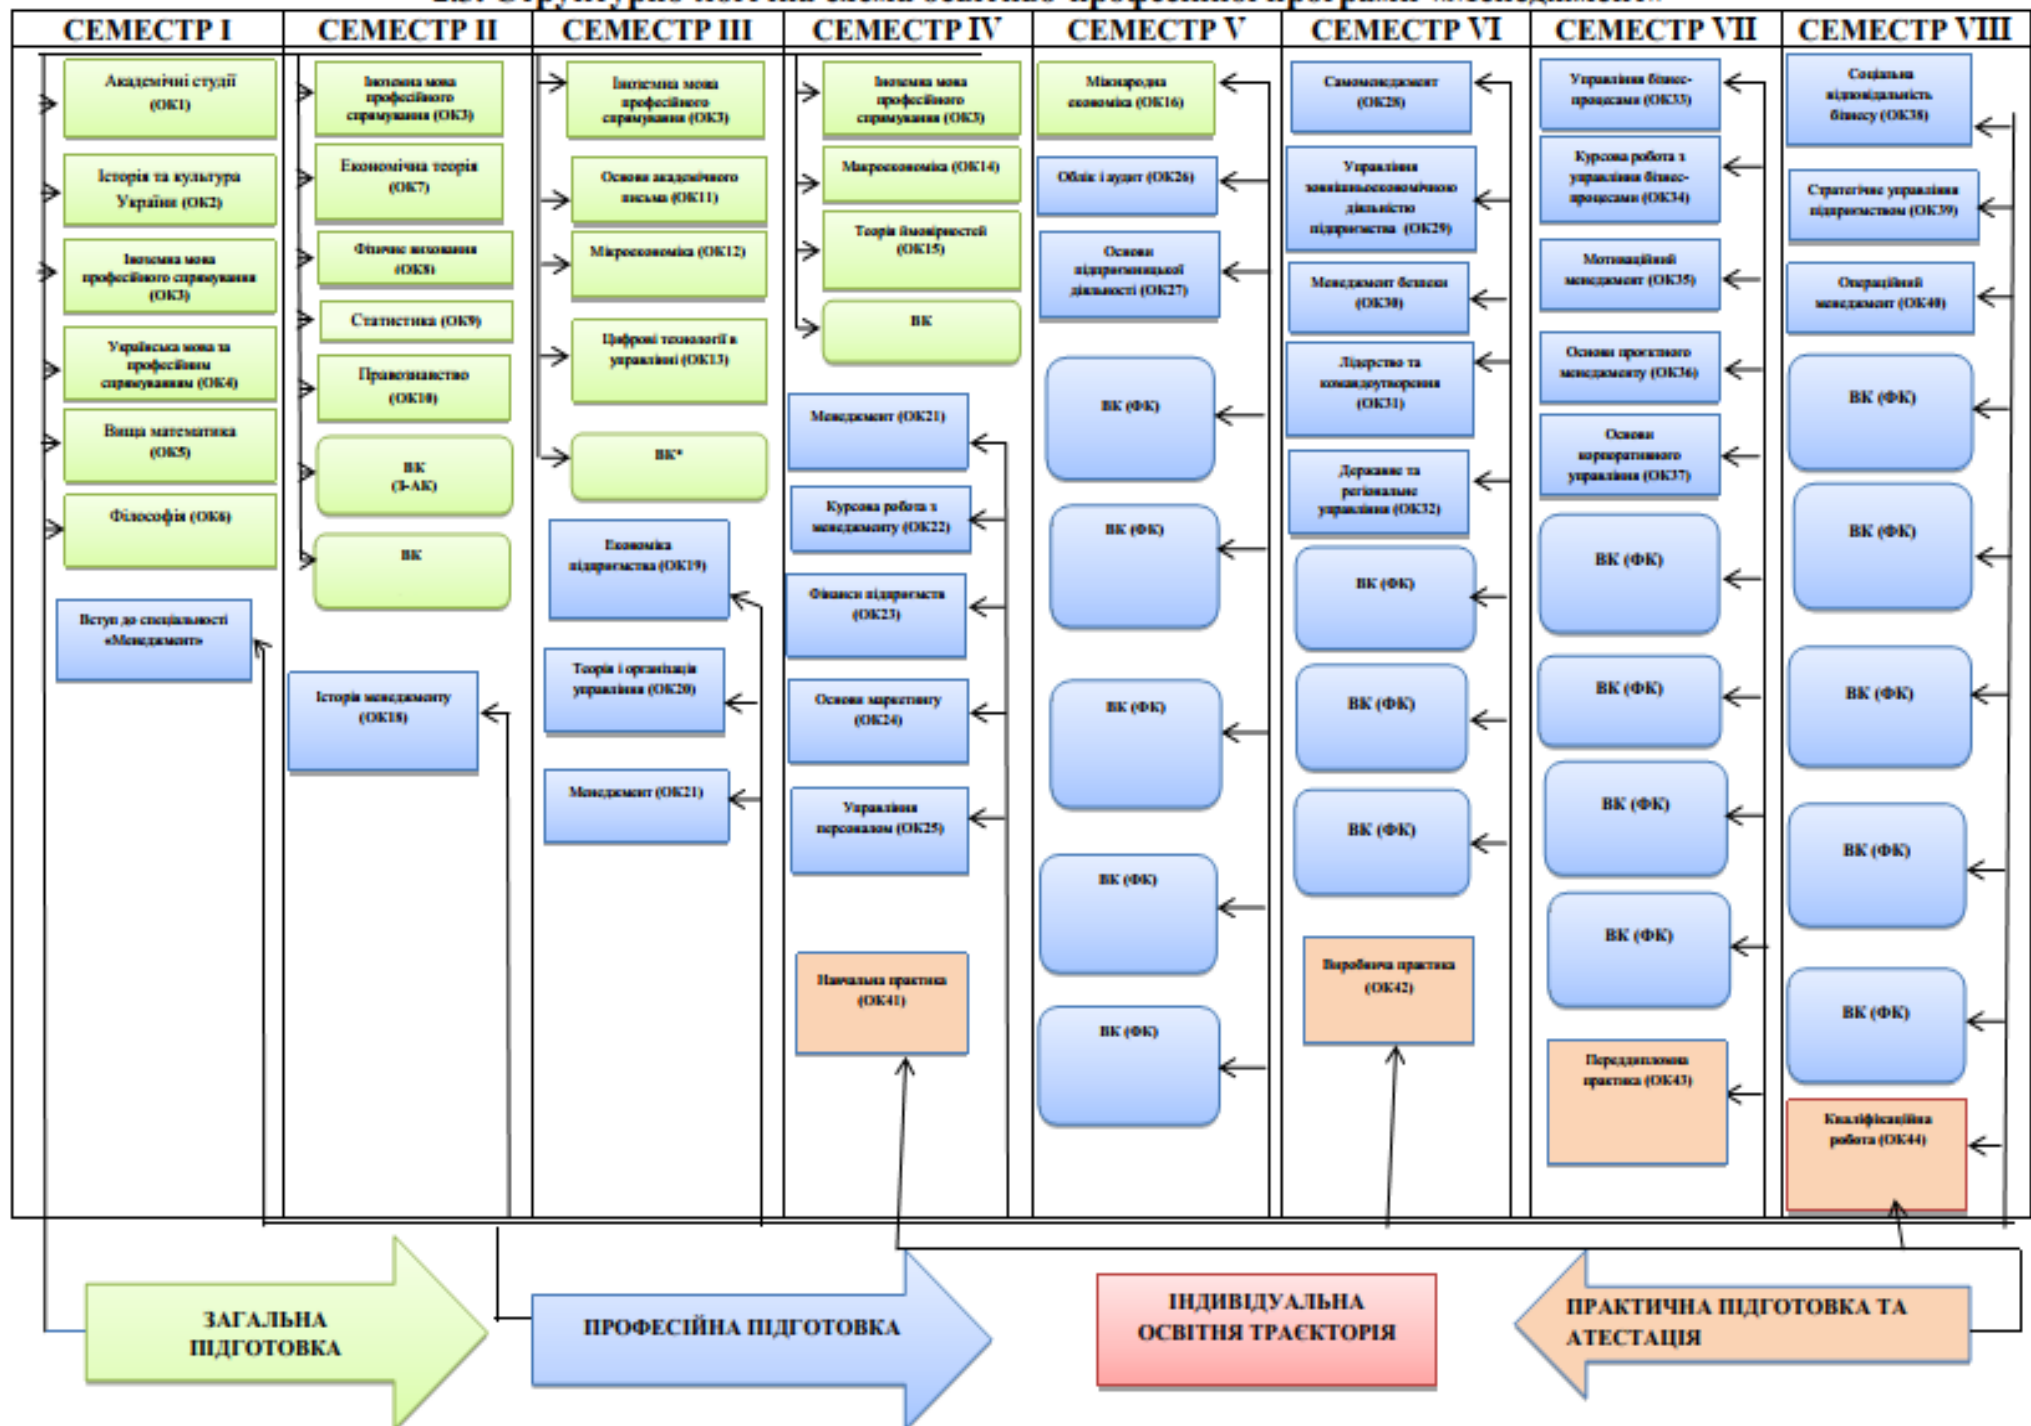 СЕМЕСТР I
СЕМЕСТР II
СЕМЕСТР III
СЕМЕСТР IV
СЕМЕСТР V
СЕМЕСТР VI
СЕМЕСТР VII
СЕМЕСТР VIII
Академічні студії
(ОК1)
Історія та культура
України (ОК2)
Іноземна мова
професійного спрямування
(ОК3)
Українська мова за
професійним
спрямуванням (ОК4)
Вища математика
(ОК5)
Філософія (ОК6)
Вступ до спеціальності
«Менеджмент»
Іноземна мова
професійного
спрямування (ОК3)
Економічна теорія
(ОК7)
Фізичне виховання
(ОК8)
Статистика (ОК9)
Правознавство
(ОК10)
ВК
(З-АК)
ВК
Історія менеджменту
(ОК18)
Іноземна мова
професійного
спрямування (ОК3)
Основи академічного
письма (ОК11)
Мікроекономіка (ОК12)
Цифрові технології в
управлінні (ОК13)
ВК*
Економіка
підприємства (ОК19)
Теорія і організація
управління (ОК20)
Менеджмент (ОК21)
Іноземна мова
професійного
спрямування (ОК3)
Макроекономіка (ОК14)
Теорія ймовірностей
(ОК15)
ВК
Менеджмент (ОК21)
Курсова робота з
менеджменту (ОК22)
Фінанси підприємств
(ОК23)
Основи маркетингу
(ОК24)
Управління
персоналом (ОК25)
Навчальна практика
(ОК41)
Міжнародна
економіка (ОК16)
Облік і аудит (ОК26)
Основи
підприємницької
діяльності (ОК27)
ВК (ФК)
ВК (ФК)
ВК (ФК)
ВК (ФК)
ВК (ФК)
Самоменеджмент
(ОК28)
Управління
зовнішньоекономічною
діяльністю
підприємства (ОК29)
Менеджмент безпеки
(ОК30)
Лідерство та
командоутворення
(ОК31)
Державне та
регіональне
управління (ОК32)
ВК (ФК)
ВК (ФК)
ВК (ФК)
Виробнича практика
(ОК42)
Управління бізнес-
процесами (ОК33)
Курсова робота з
управління бізнес-
процесами (ОК34)
Мотиваційний
менеджмент (ОК35)
Основи проєктного
менеджменту (ОК36)
Основи
корпоративного
управління (ОК37)
ВК (ФК)
ВК (ФК)
ВК (ФК)
ВК (ФК)
Переддипломна
практика (ОК43)
Соціальна
відповідальність
бізнесу (ОК38)
Стратегічне управління
підприємством (ОК39)
Операційний
менеджмент (ОК40)
ВК (ФК)
ВК (ФК)
ВК (ФК)
ВК (ФК)
ВК (ФК)
Кваліфікаційна
робота (ОК44)
ЗАГАЛЬНА
ПІДГОТОВКА
ПРОФЕСІЙНА ПІДГОТОВКА
ІНДИВІДУАЛЬНА
ОСВІТНЯ ТРАЄКТОРІЯ
ПРАКТИЧНА ПІДГОТОВКА ТА
АТЕСТАЦІЯ